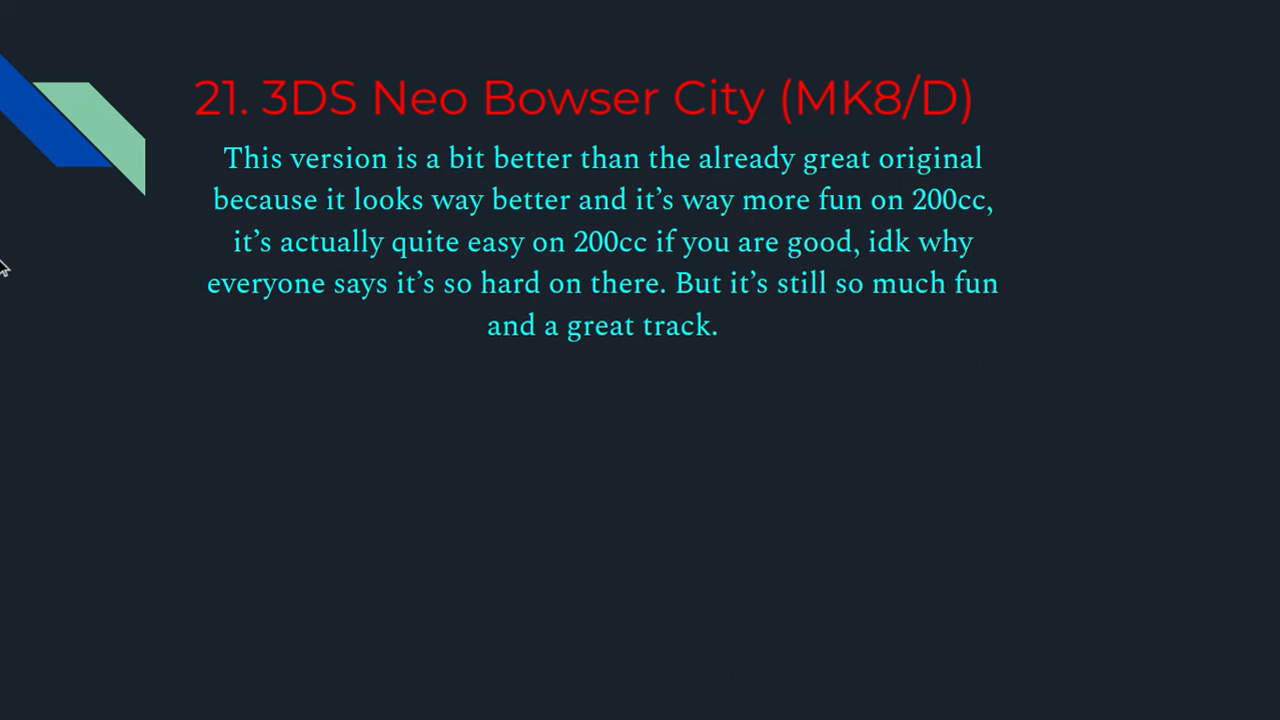 21. 3DS Neo Bowser City (MK8/D)
This version is a bit better than the already great original
because it looks way better and it’s way more fun on 200cc,
it’s actually quite easy on 200cc if you are good, idk why
everyone says it’s so hard on there. But it’s still so much fun
and a great track.